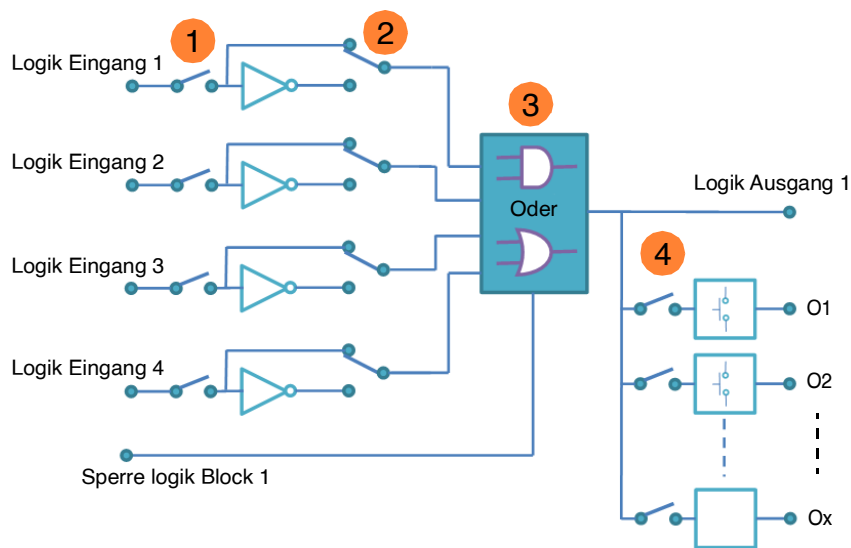 1
2
Logik Eingang 1
3
Logik Eingang 2
Oder
Logik Ausgang 1
Logik Eingang 3
4
O1
Logik Eingang 4
O2
Sperre logik Block 1
Ox